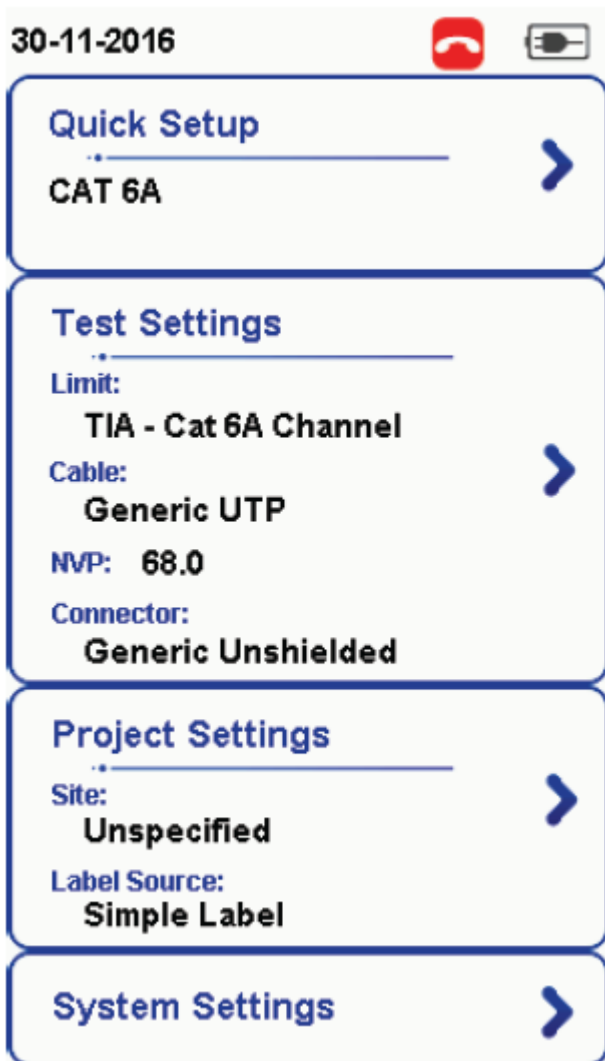 30-11-2016
Quick Setup
CAT 6A
Test Settings
Limit:
TIA - Cat 6A Channel
Cable:
Generic UTP
NVP: 68.0
Connector:
Generic Unshielded
Project Settings
Site:
Unspecified
Label Source:
Simple Label
System Settings